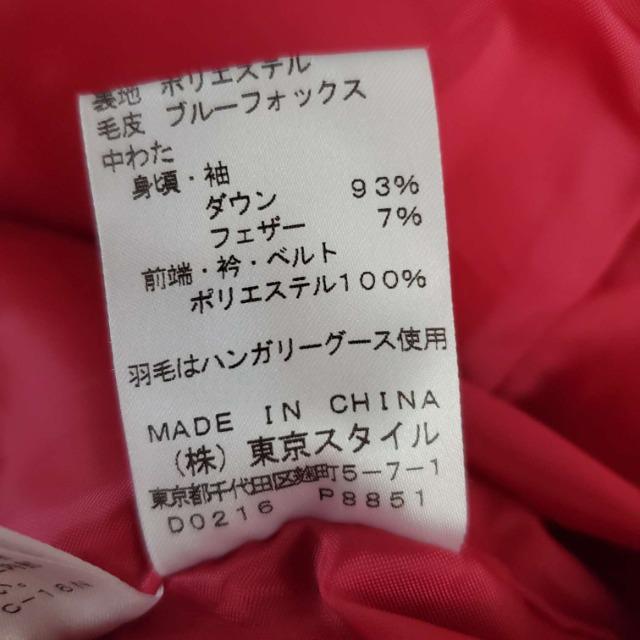 表地 ポリエステル
毛皮 ブルーフォックス
中わた
身頃・袖
ダウン 93%
フェザー 7%
前端・衿・ベルト
ポリエステル100%
羽毛はハンガリーグース使用
MADE IN CHINA
(株)東京スタイル
東京都千代田区麹町5-7-1
D0216 P8851